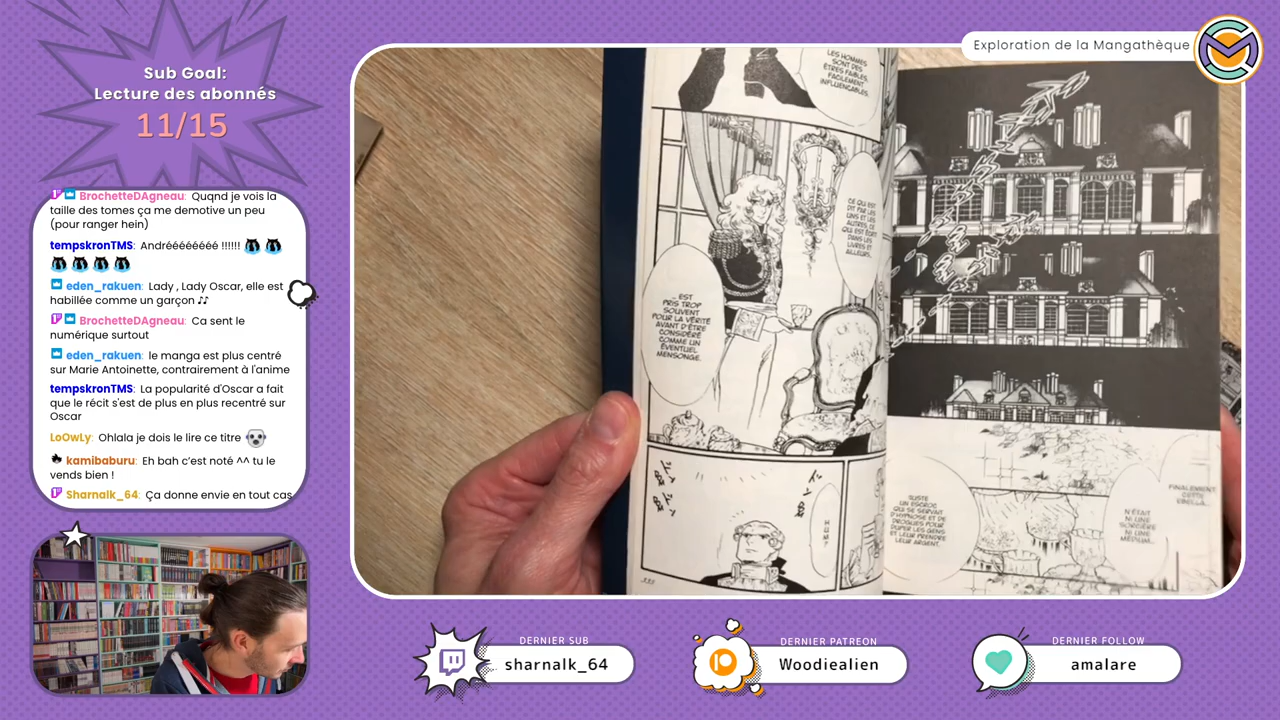 Sub Goal:
Lecture des abonnés
11/15
BrochetteDAgneau: Quqnd je vois la
taille des tomes ça me demotive un peu
(pour ranger hein)
tempskronTMS: Andrééééééé !!!!!!
eden_rakuen: Lady , Lady Oscar, elle est
habillée comme un garçon ♪♪
BrochetteDAgneau: Ca sent le
numérique surtout
eden_rakuen: le manga est plus centré
sur Marie Antoinette, contrairement à l'anime
tempskronTMS: La popularité d'Oscar a fait
que le récit s'est de plus en plus recentré sur
Oscar
LoOwLy: Ohlala je dois le lire ce titre
kamibaburu: Eh bah c'est noté ^^ tu le
vends bien !
Sharnalk_64: Ça donne envie en tout cas
Exploration de la Mangathèque
LES HOMMES
SONT DES
ÊTRES FAIBLES,
FACILEMENT
INFLUENÇABLES.
CE QUI EST
DIT PAR LES
UNS ET LES
AUTRES, CE
QUI EST ÉCRIT
DANS LES
LIVRES ET
AILLEURS...
... EST
PRIS TROP
SOUVENT
POUR LA VÉRITÉ
AVANT D'ÊTRE
CONSIDÉRÉ
COMME UN
ÉVENTUEL
MENSONGE.
HUM ?
FINALEMENT
CETTE
N'ÉTAIT
NI UNE
SORCIÈRE
NI UNE
MÉDIUM...
JUSTE
UN ESCROC
QUI SE SERVAIT
D'HYPNOSE ET DE
DROGUES POUR
DUPER LES GENS
ET LEUR PRENDRE
LEUR ARGENT.
DERNIER SUB
sharnalk_64
DERNIER PATREON
Woodiealien
DERNIER FOLLOW
amalare